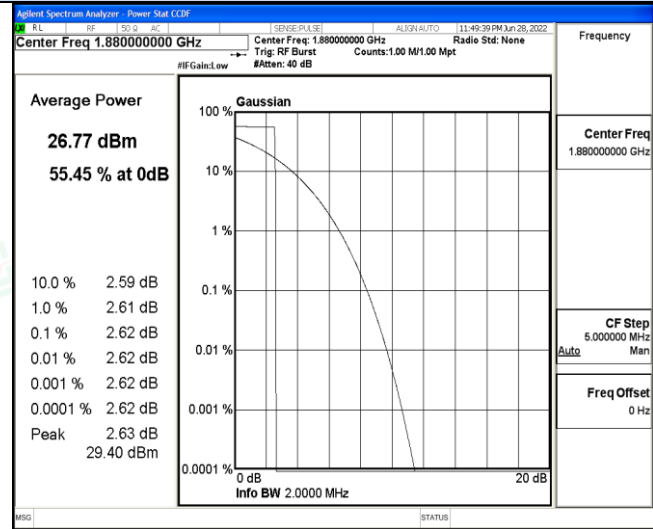 Agilent Spectrum Analyzer - Power Stat CCDF
RL RF 50 Ω AC SENSE:PULSE ALIGN AUTO 11:49:39 PM Jun 28, 2022
Center Freq 1.880000000 GHz
Center Freq: 1.880000000 GHz Radio Std: None
Trig: RF Burst Counts:1.00 M/1.00 Mpt
#IFGain:Low #Atten: 40 dB
Frequency
Average Power
26.77 dBm
55.45 % at 0dB
10.0 % 2.59 dB
1.0 % 2.61 dB
0.1 % 2.62 dB
0.01 % 2.62 dB
0.001 % 2.62 dB
0.0001 % 2.62 dB
Peak 2.63 dB
29.40 dBm
Gaussian
100 %
10 %
1 %
0.1 %
0.01 %
0.001 %
0.0001 %
0 dB 20 dB
Info BW 2.0000 MHz
Center Freq
1.880000000 GHz
CF Step
5.000000 MHz
Auto Man
Freq Offset
0 Hz
MSG STATUS